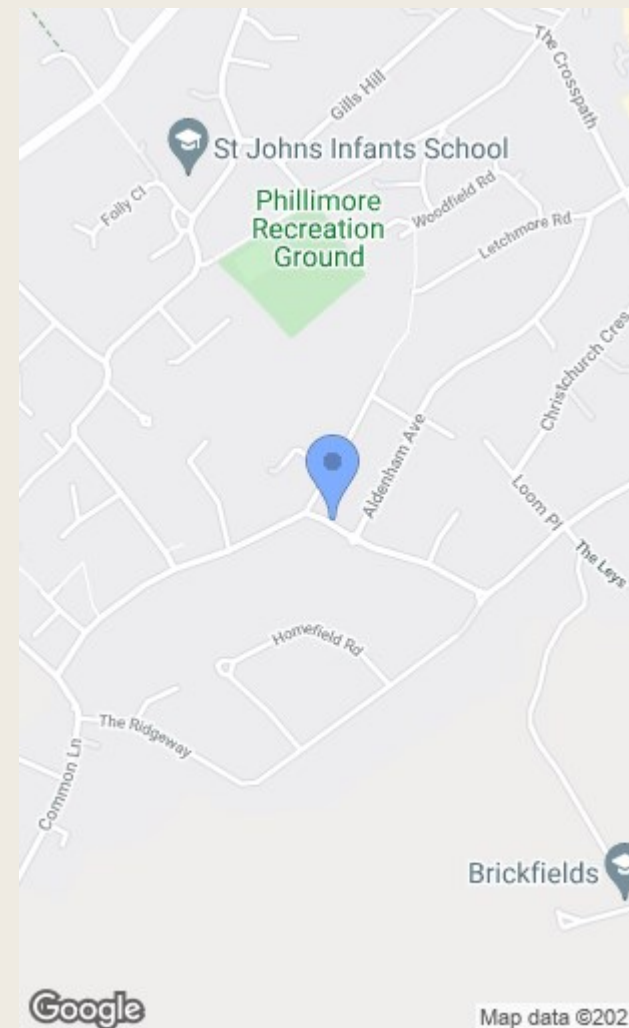 The Crosspath
Gills Hill
St Johns Infants School
Folly Ct
Phillimore
Recreation
Ground
Woodfield Rd
Letchmore Rd
Christchurch Cres
Aldenham Ave
Loom Pl
The Leys
Homefield Rd
The Ridgeway
Common Ln
Brickfields
Google
Map data ©202